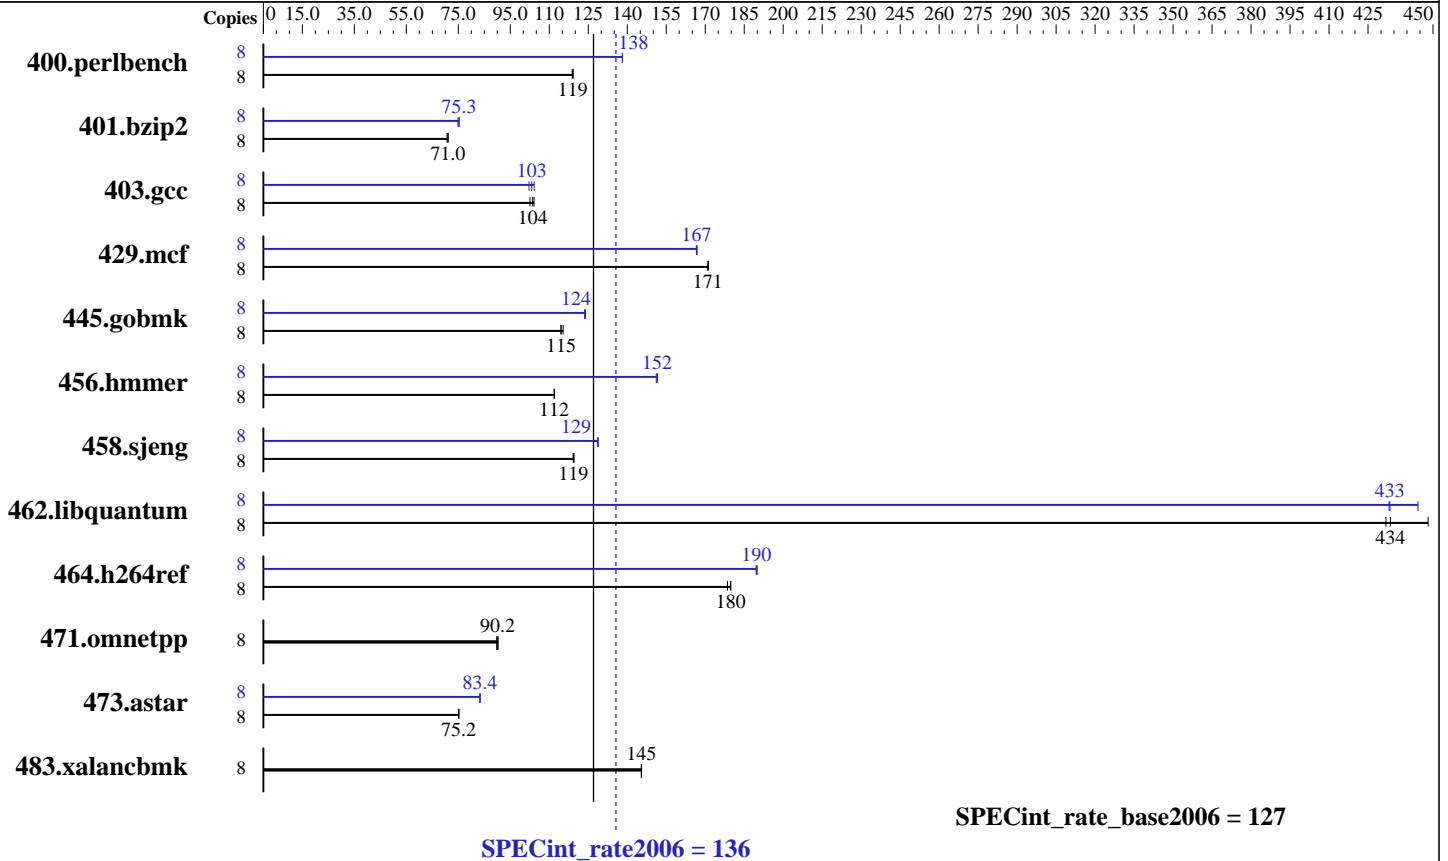 Copies 0 15.0 35.0 55.0 75.0 95.0 110 125 140 155 170 185 200 215 230 245 260 275 290 305 320 335 350 365 380 395 410 425 450
400.perlbench 8 138
8 119
401.bzip2 8 75.3
8 71.0
403.gcc 8 103
8 104
429.mcf 8 167
8 171
445.gobmk 8 124
8 115
456.hmmer 8 152
8 112
458.sjeng 8 129
8 119
462.libquantum 8 433
8 434
464.h264ref 8 190
8 180
471.omnetpp 8 90.2
473.astar 8 83.4
8 75.2
483.xalancbmk 8 145
SPECint_rate_base2006 = 127
SPECint_rate2006 = 136